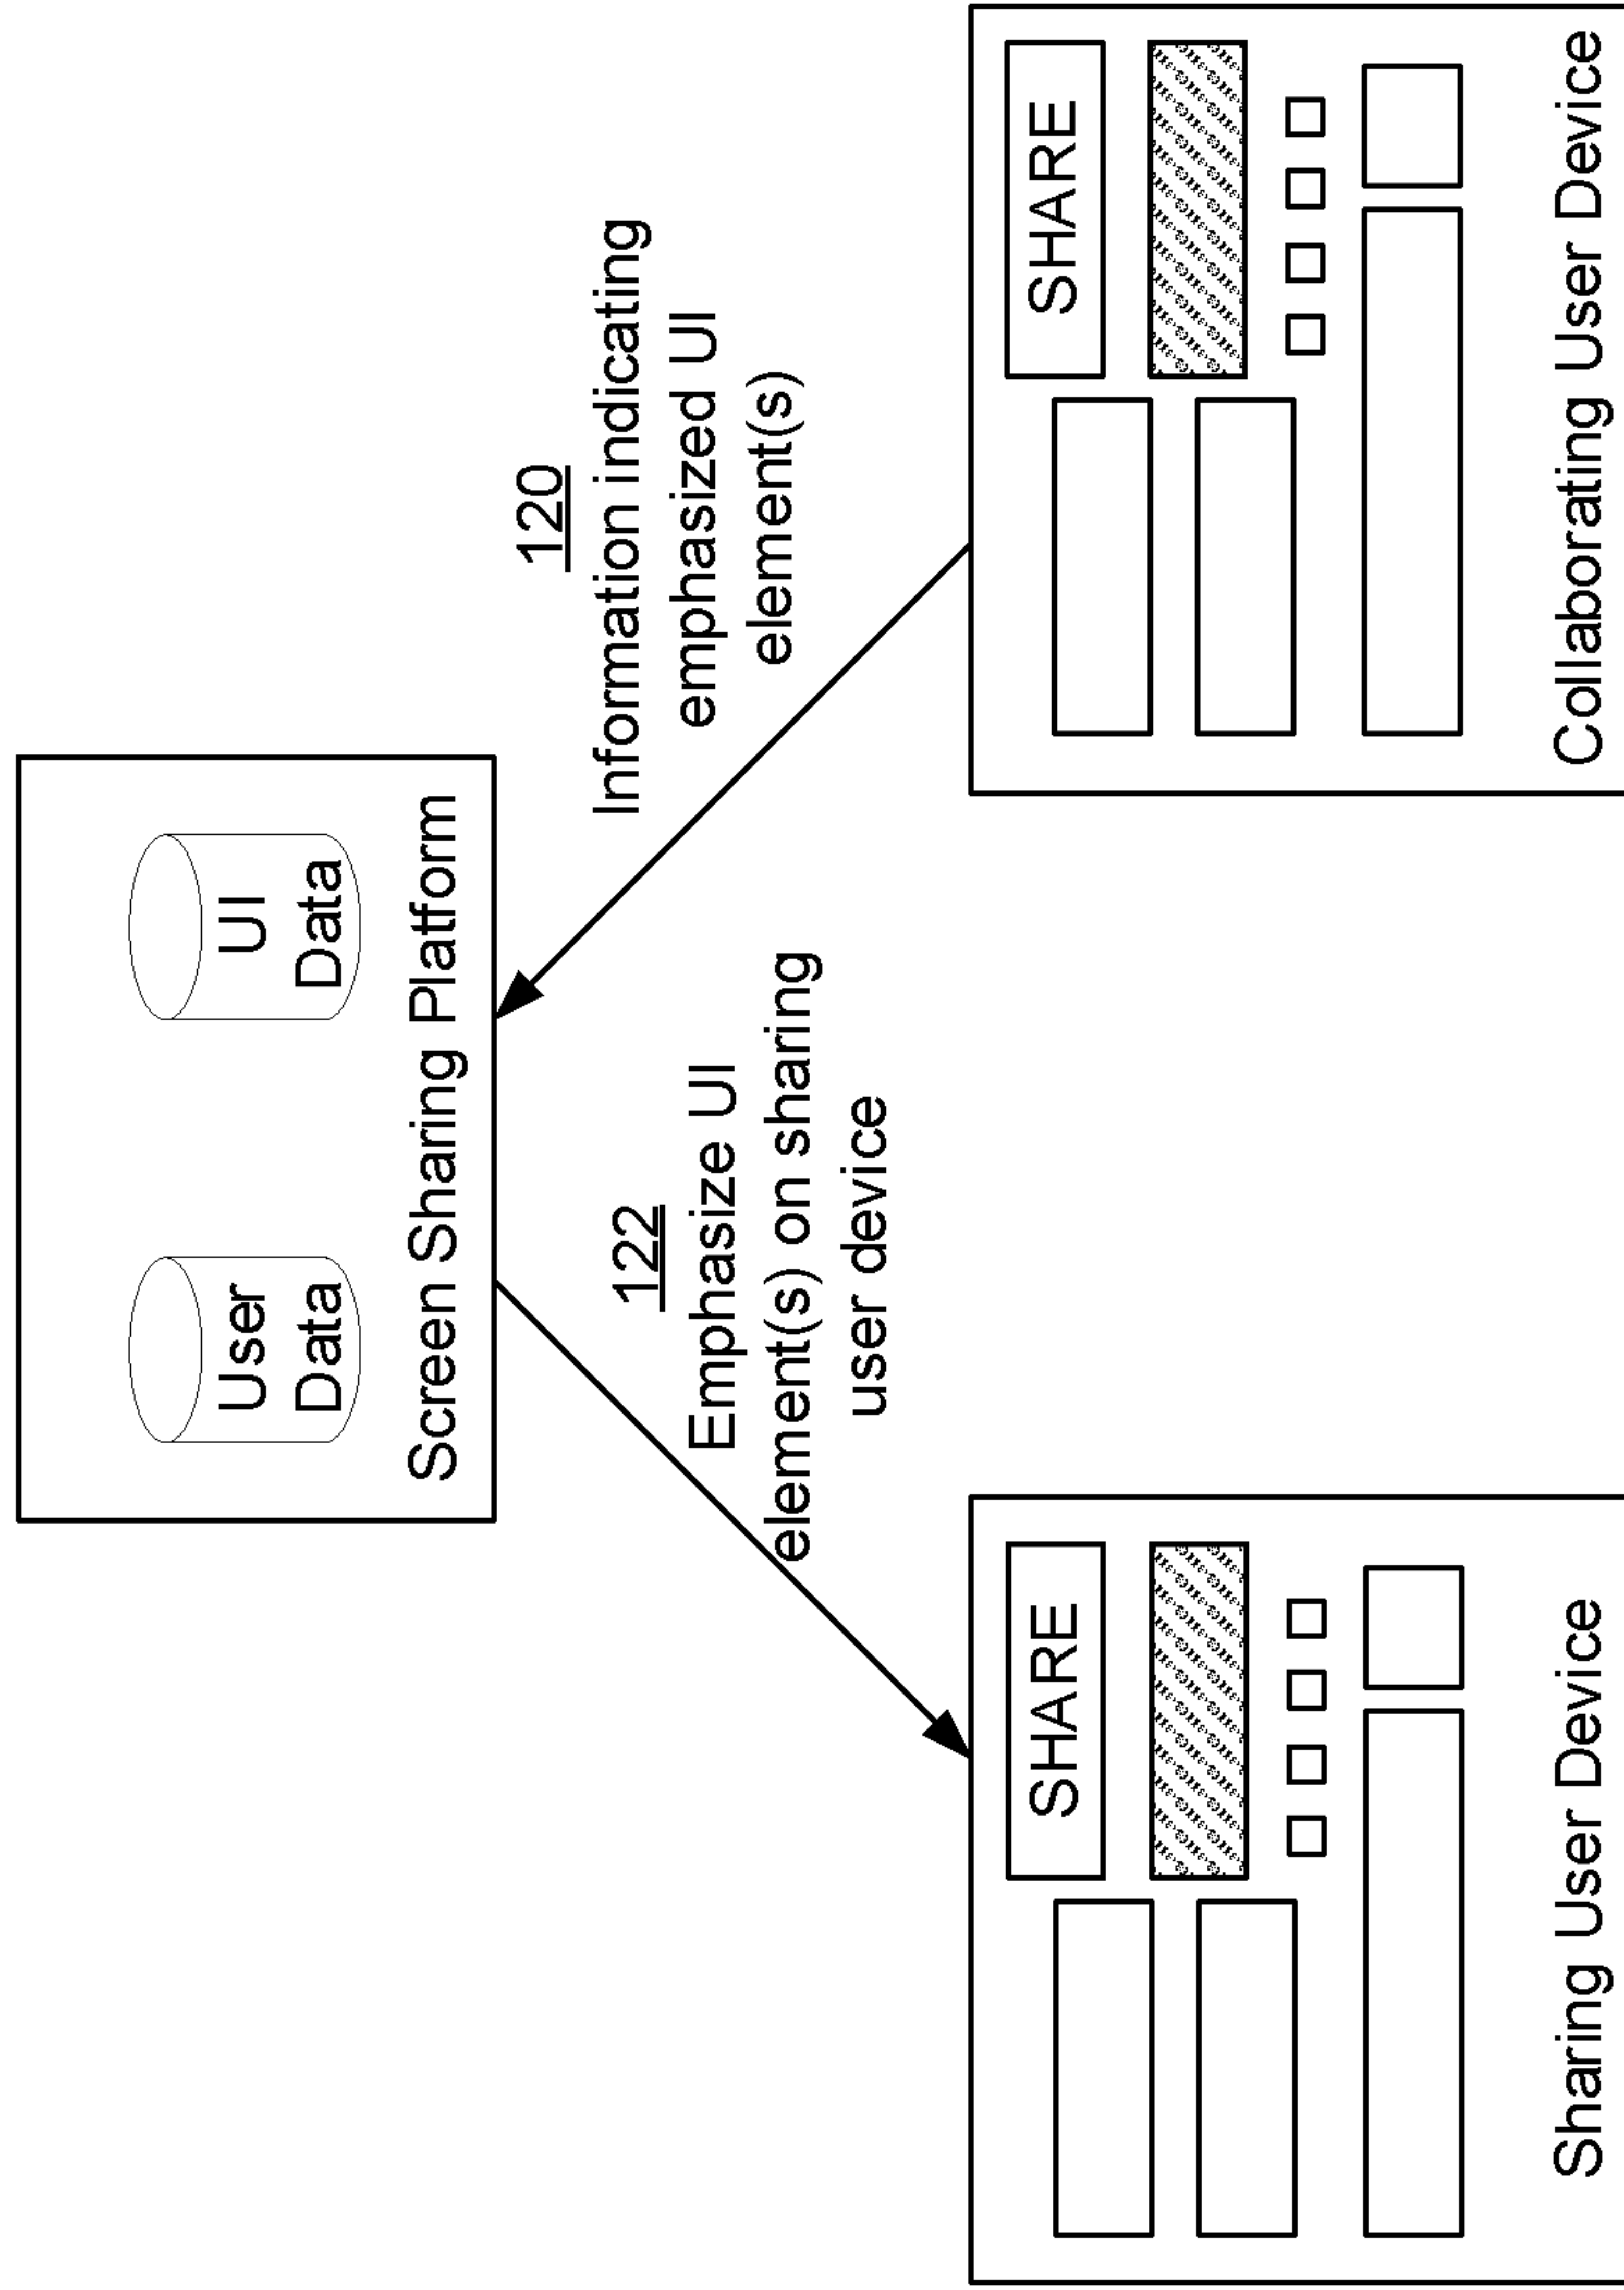 User
Data
UI
Data
Screen Sharing Platform
122
Emphasize UI
element(s) on sharing
user device
120
Information indicating
emphasized UI
element(s)
SHARE
Sharing User Device
SHARE
Collaborating User Device